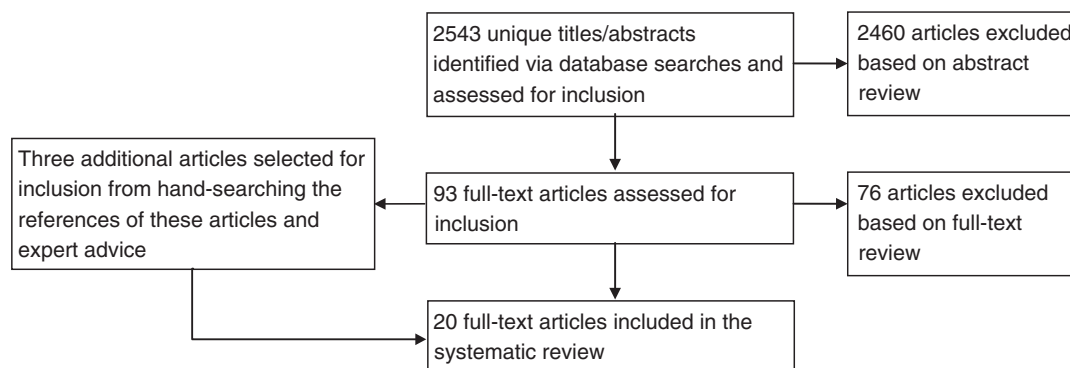 2543 unique titles/abstracts
identified via database searches and
assessed for inclusion
2460 articles excluded
based on abstract
review
Three additional articles selected for
inclusion from hand-searching the
references of these articles and
expert advice
93 full-text articles assessed for
inclusion
76 articles excluded
based on full-text
review
20 full-text articles included in the
systematic review